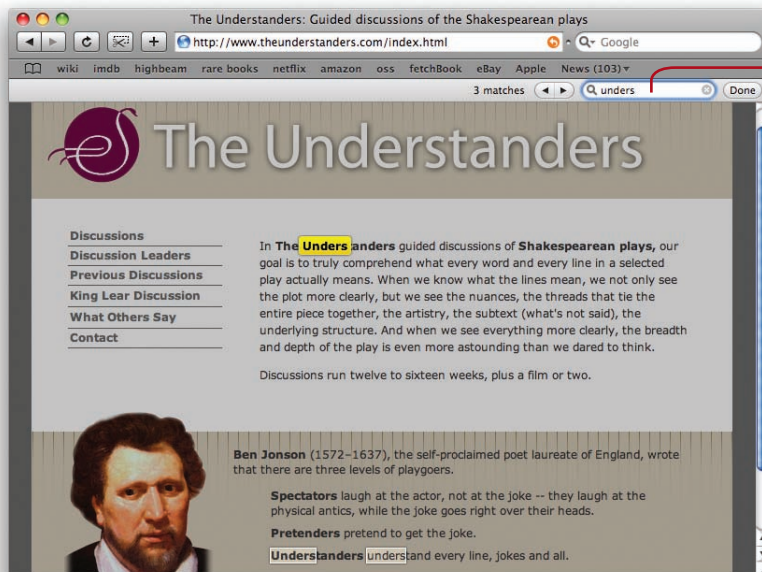 The Understanders: Guided discussions of the Shakespearean plays
http://www.theunderstanders.com/index.html
Google
wiki imdb highbeam rare books netflix amazon oss fetchBook eBay Apple News (103)
3 matches
unders
Done
The Understanders
Discussions
Discussion Leaders
Previous Discussions
King Lear Discussion
What Others Say
Contact
In The Understanders guided discussions of Shakespearean plays, our
goal is to truly comprehend what every word and every line in a selected
play actually means. When we know what the lines mean, we not only see
the plot more clearly, but we see the nuances, the threads that tie the
entire piece together, the artistry, the subtext (what's not said), the
underlying structure. And when we see everything more clearly, the breadth
and depth of the play is even more astounding than we dared to think.
Discussions run twelve to sixteen weeks, plus a film or two.
Ben Jonson (1572–1637), the self-proclaimed poet laureate of England, wrote
that there are three levels of playgoers.
Spectators laugh at the actor, not at the joke -- they laugh at the
physical antics, while the joke goes right over their heads.
Pretenders pretend to get the joke.
Understanders understand every line, jokes and all.